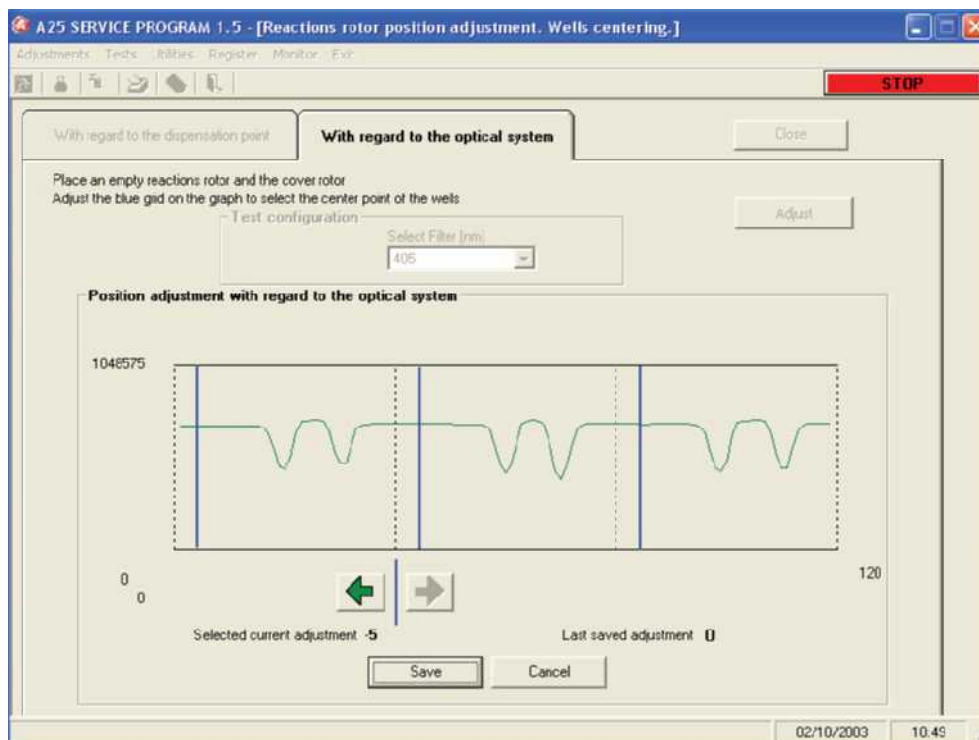 A25 SERVICE PROGRAM 1.5 - [Reactions rotor position adjustment. Wells centering.]
Adjustments Tests Utilities Register Monitor Exit
STOP
With regard to the dispensation point
With regard to the optical system
Close
Place an empty reactions rotor and the cover rotor
Adjust the blue grid on the graph to select the center point of the wells
Adjust
Test configuration
Select Filter (nm)
405
Position adjustment with regard to the optical system
1048575
0
0
120
Selected current adjustment -5
Last saved adjustment 0
Save
Cancel
02/10/2003
10:49